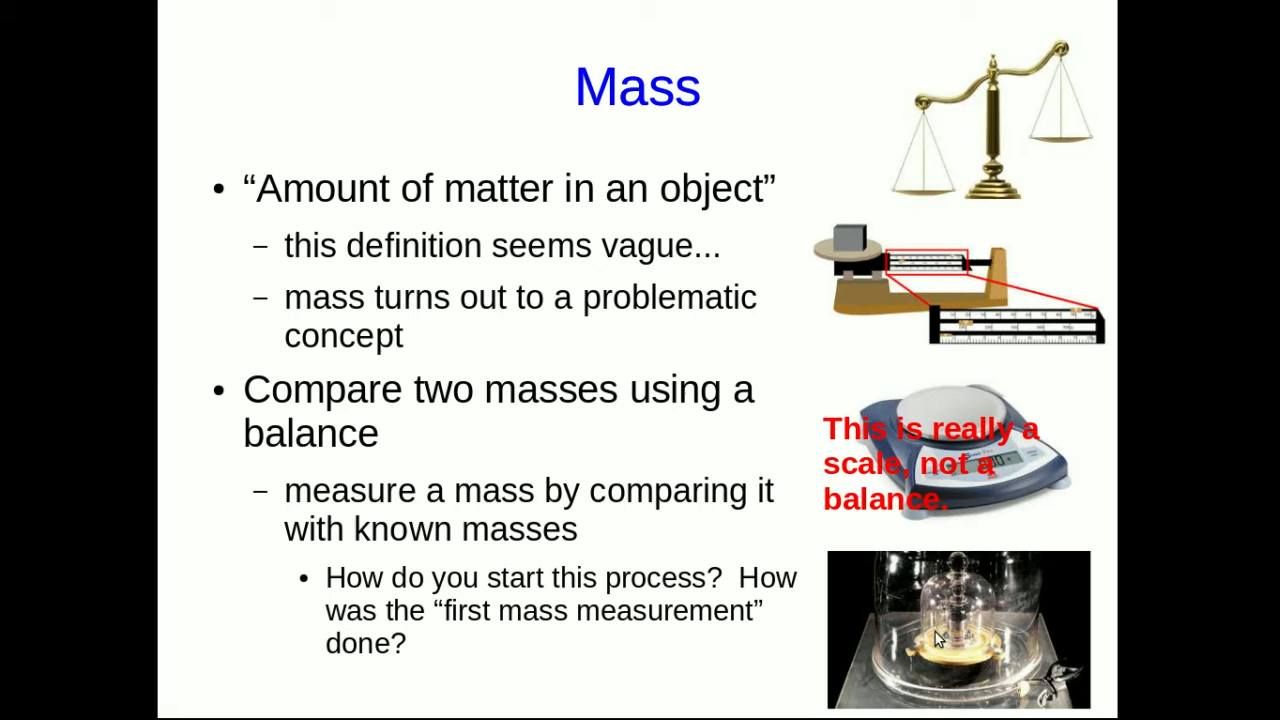 Mass
“Amount of matter in an object”
this definition seems vague...
mass turns out to a problematic
concept
Compare two masses using a
balance
measure a mass by comparing it
with known masses
How do you start this process?  How
was the “first mass measurement”
done?
This is really a
scale, not a
balance.